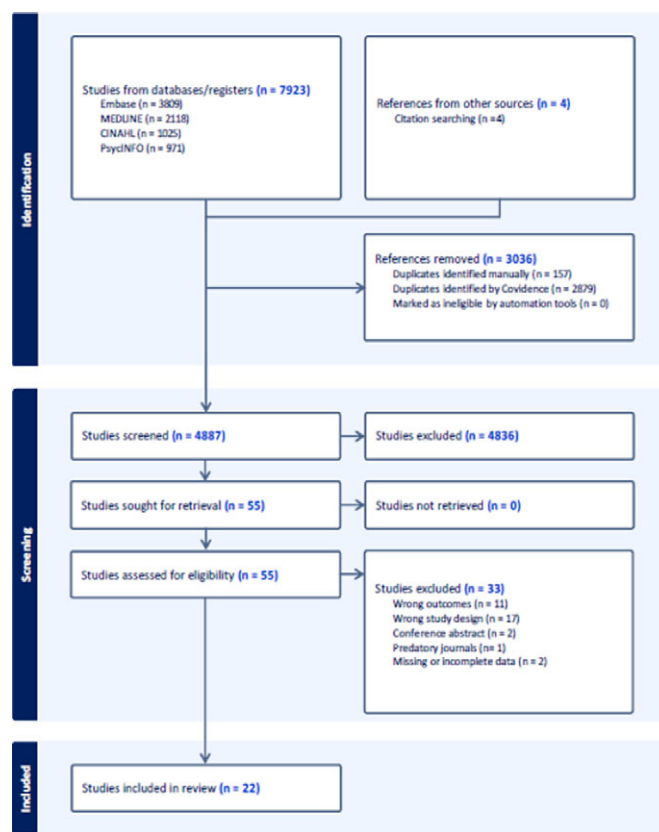 Identification
Studies from databases/registers (n = 7923)
Embase (n = 3809)
MEDLINE (n = 2118)
CINAHL (n = 1025)
PsycINFO (n = 971)
References from other sources (n = 4)
Citation searching (n =4)
References removed (n = 3036)
Duplicates identified manually (n = 157)
Duplicates identified by Covidence (n = 2879)
Marked as ineligible by automation tools (n = 0)
Screening
Studies screened (n = 4887)
Studies excluded (n = 4836)
Studies sought for retrieval (n = 55)
Studies not retrieved (n = 0)
Studies assessed for eligibility (n = 55)
Studies excluded (n = 33)
Wrong outcomes (n = 11)
Wrong study design (n = 17)
Conference abstract (n = 2)
Predatory journals (n= 1)
Missing or incomplete data (n = 2)
Included
Studies included in review (n = 22)